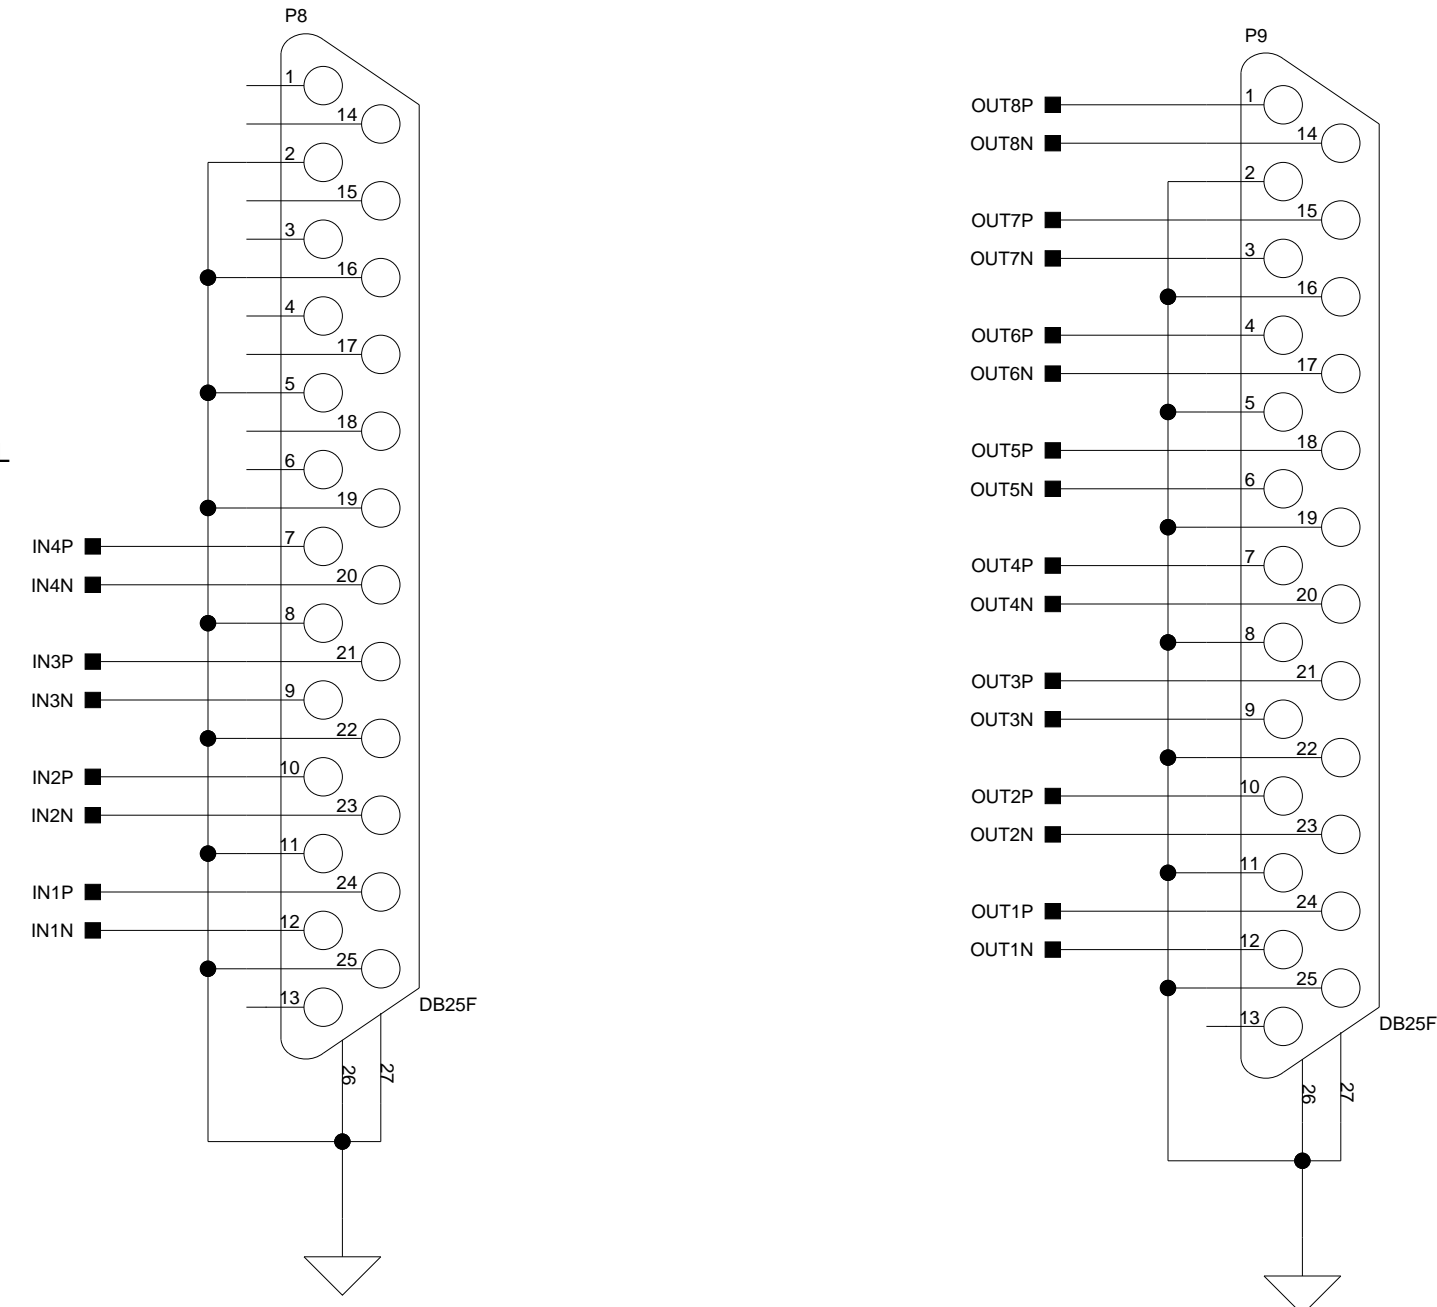 P8
1
14
2
15
3
16
4
17
5
18
6
19
IN4P 7
IN4N 20
8
IN3P 21
IN3N 9
22
IN2P 10
IN2N 23
11
IN1P 24
IN1N 12
25
13
DB25F
26 27
P9
OUT8P 1
OUT8N 14
2
OUT7P 15
OUT7N 3
16
OUT6P 4
OUT6N 17
5
OUT5P 18
OUT5N 6
19
OUT4P 7
OUT4N 20
8
OUT3P 21
OUT3N 9
22
OUT2P 10
OUT2N 23
11
OUT1P 24
OUT1N 12
25
13
DB25F
26 27